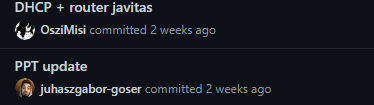 DHCP + router javitas
OsziMisi committed 2 weeks ago
PPT update
juhaszgabor-goser committed 2 weeks ago